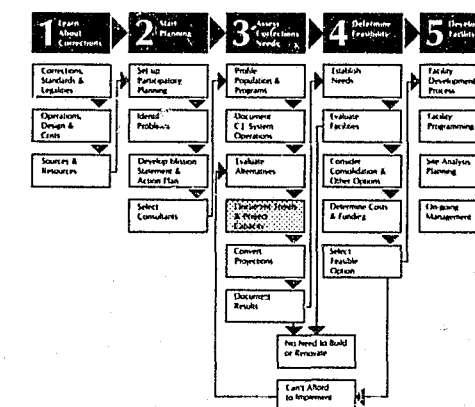 1 Learn
About
Corrections
2 Start
Planning
3 Assess
Corrections
Needs
4 Determine
Feasibility
5
Corrections,
Standards &
Legalities
Operations,
Design &
Costs
Sources &
Resources
Set up
Participatory
Planning
Problems
Develop Mission
Statement &
Action Plan
Select
Consultants
Profile
Population &
Programs
Document
C.J. System
Operations
Evaluate
Alternatives
Document
& Project
Capacity
Convert
Projections
Document
Results
Establish
Needs
Evaluate
Facilities
Consider
Consolidation &
Other Options
Determine Costs
& Funding
Select
Feasible
Option
Facility
Development
Process
Facility
Programming
Site Analysis
Planning
On-going
Management
No Need to Build
or Renovate
Can't Afford
to Implement